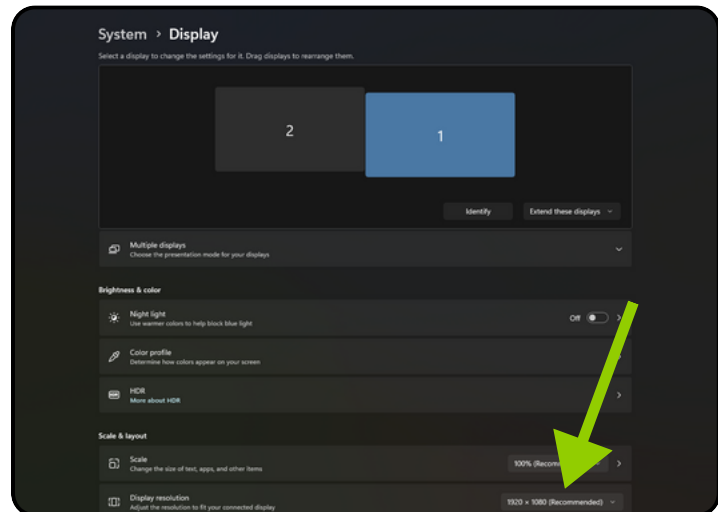 System > Display
Select a display to change the settings for it. Drag displays to rearrange them.
2
1
Identify
Extend these displays
Multiple displays
Choose the presentation mode for your displays
Brightness & color
Night light
Use warmer colors to help block blue light
Off
Color profile
Determine how colors appear on your screen
HDR
HDR
More about HDR
Scale & layout
Scale
Change the size of text, apps, and other items
100%
Display resolution
Adjust the resolution to fit your connected display
1920 × 1080 (Recommended)